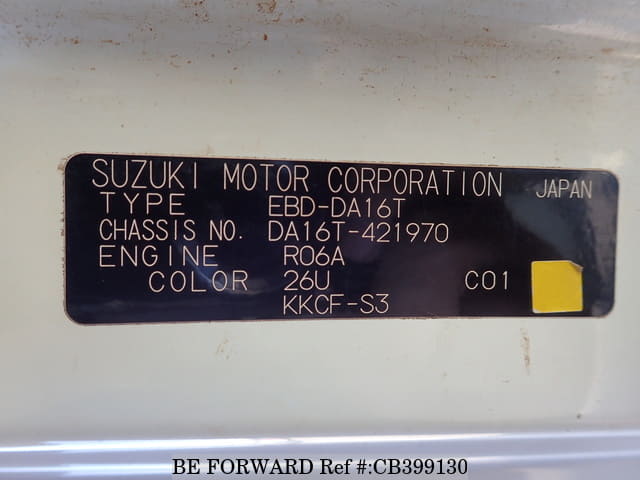 SUZUKI MOTOR CORPORATION JAPAN
TYPE EBD-DA16T
CHASSIS NO. DA16T-421970
ENGINE R06A
COLOR 26U C01
KKCF-S3
BE FORWARD Ref #:CB399130